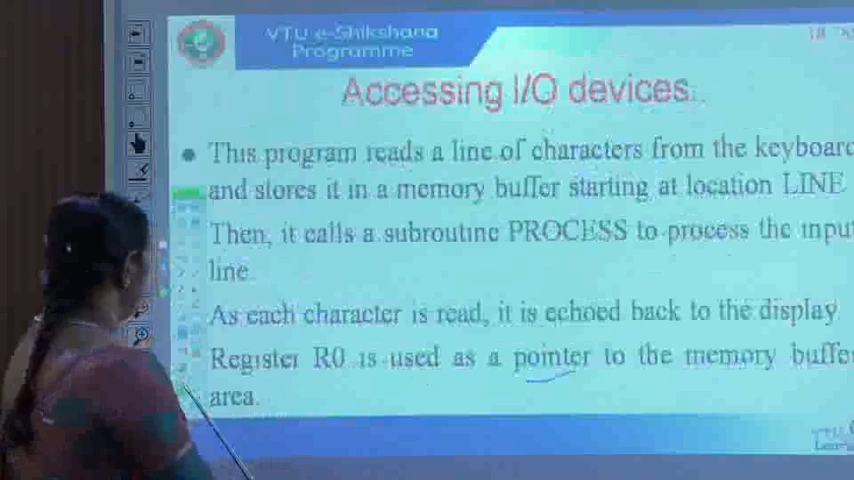 VTU e-Shikshana
Programme
18
Accessing I/O devices..
This program reads a line of characters from the keyboard
and stores it in a memory buffer starting at location LINE
Then, it calls a subroutine PROCESS to process the input
line.
As each character is read, it is echoed back to the display.
Register R0 is used as a pointer to the memory buffer
area.